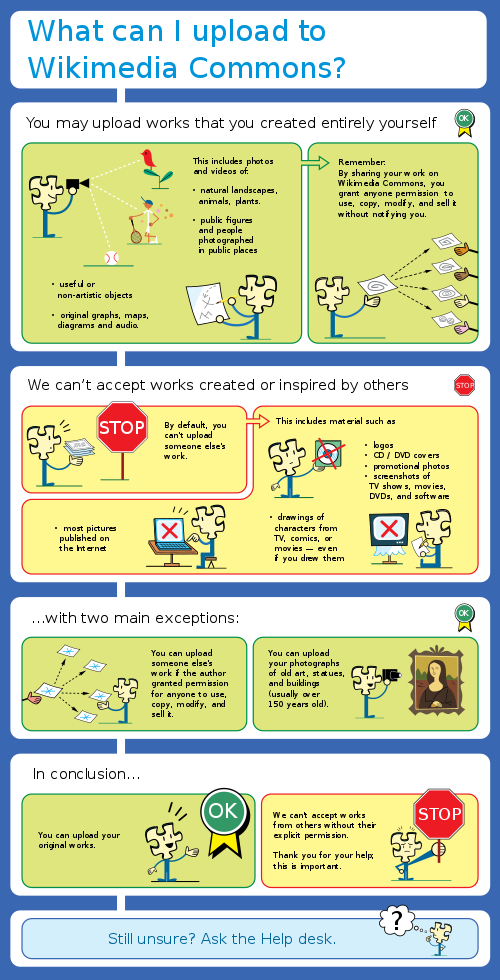 What can I upload to
Wikimedia Commons?
You may upload works that you created entirely yourself
OK
This includes photos
and videos of:
• natural landscapes,
animals, plants.
• public figures
and people
photographed
in public places
• useful or
non-artistic objects
• original graphs, maps,
diagrams and audio.
Remember:
By sharing your work on
Wikimedia Commons, you
grant anyone permission to
use, copy, modify, and sell it
without notifying you.
We can't accept works created or inspired by others
STOP
STOP
By default, you
can't upload
someone else's
work.
This includes material such as
• logos
• CD / DVD covers
• promotional photos
• screenshots of
TV shows, movies,
DVDs, and software
• most pictures
published on
the Internet
• drawings of
characters from
TV, comics, or
movies — even
if you drew them
...with two main exceptions:
OK
You can upload
someone else's
work if the author
granted permission
for anyone to use,
copy, modify, and
sell it.
You can upload
your photographs
of old art, statues,
and buildings
(usually over
150 years old).
In conclusion...
You can upload your
original works.
OK
We can't accept works
from others without their
explicit permission.
Thank you for your help;
this is important.
STOP
?
Still unsure? Ask the Help desk.